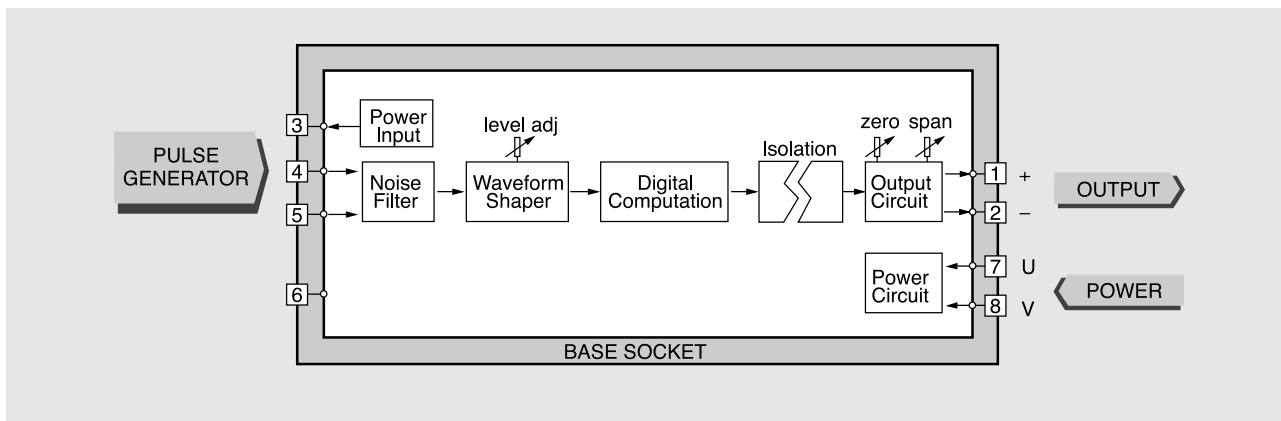 PULSE
GENERATOR
3
4
5
6
Power
Input
Noise
Filter
level adj
Waveform
Shaper
Digital
Computation
Isolation
zero span
Output
Circuit
1 +
2 −
OUTPUT
Power
Circuit
7 U
8 V
POWER
BASE SOCKET